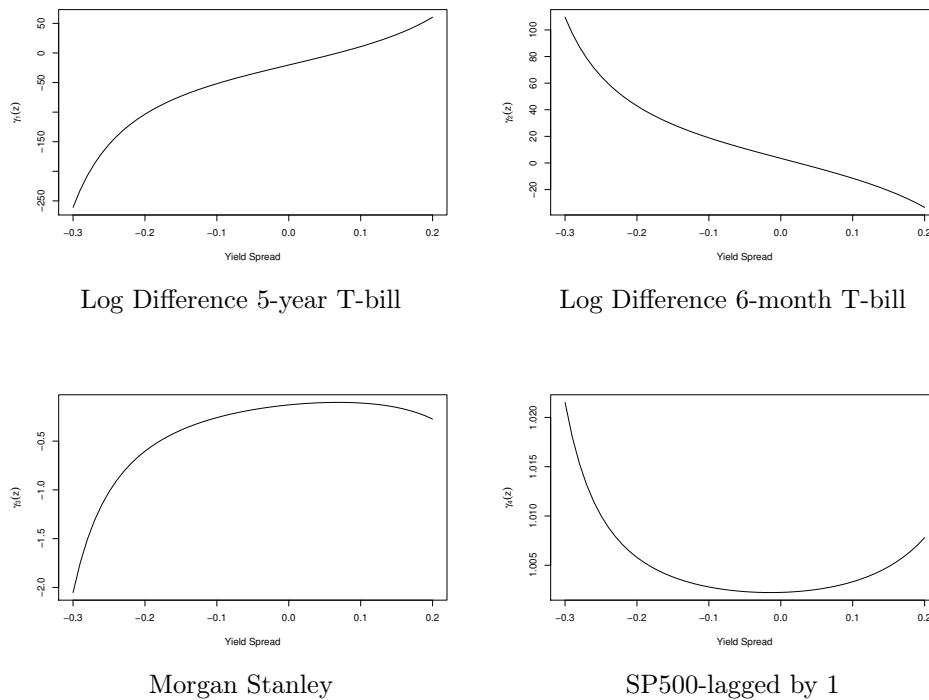 γ₁(z)
50
0
−50
−150
−250
−0.3 −0.2 −0.1 0.0 0.1 0.2
Yield Spread
Log Difference 5-year T-bill
γ₂(z)
100
80
60
40
20
0
−20
−0.3 −0.2 −0.1 0.0 0.1 0.2
Yield Spread
Log Difference 6-month T-bill
γ₃(z)
−0.5
−1.0
−1.5
−2.0
−0.3 −0.2 −0.1 0.0 0.1 0.2
Yield Spread
Morgan Stanley
γ₄(z)
1.020
1.015
1.010
1.005
−0.3 −0.2 −0.1 0.0 0.1 0.2
Yield Spread
SP500-lagged by 1